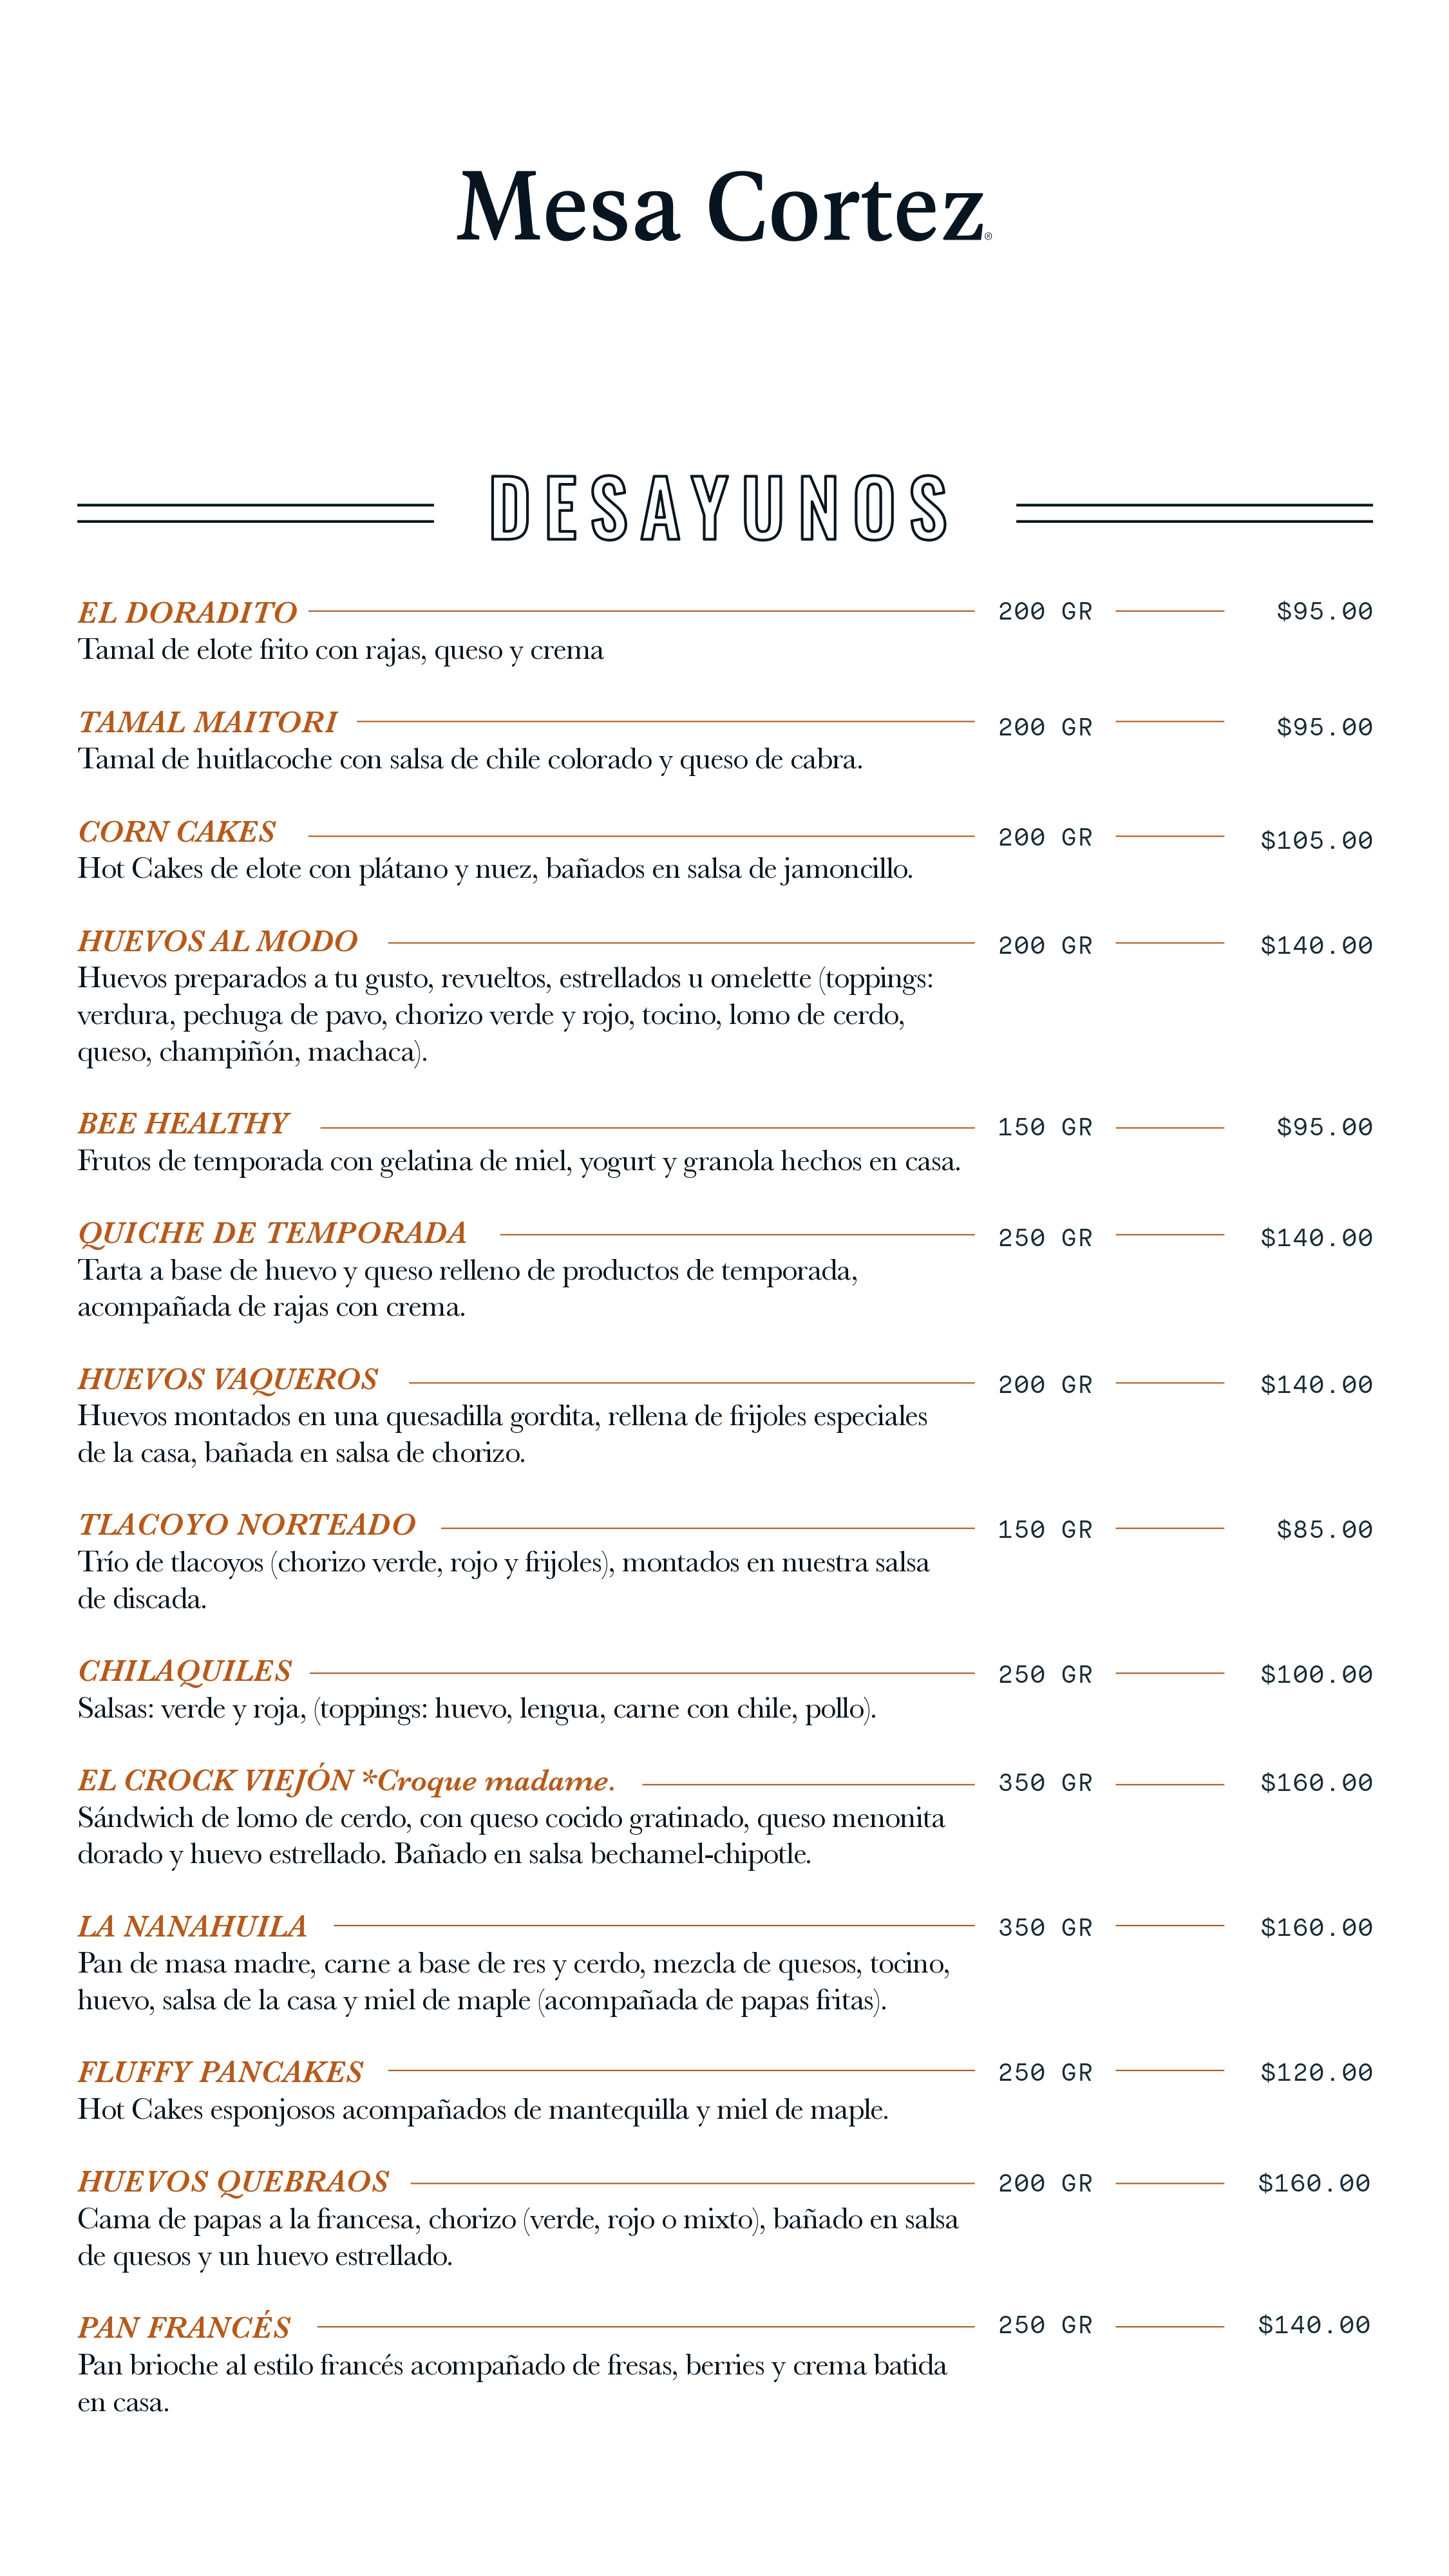 Mesa Cortez®
DESAYUNOS
EL DORADITO 200 GR $95.00
Tamal de elote frito con rajas, queso y crema
TAMAL MAITORI 200 GR $95.00
Tamal de huitlacoche con salsa de chile colorado y queso de cabra.
CORN CAKES 200 GR $105.00
Hot Cakes de elote con plátano y nuez, bañados en salsa de jamoncillo.
HUEVOS AL MODO 200 GR $140.00
Huevos preparados a tu gusto, revueltos, estrellados u omelette (toppings:
verdura, pechuga de pavo, chorizo verde y rojo, tocino, lomo de cerdo,
queso, champiñón, machaca).
BEE HEALTHY 150 GR $95.00
Frutos de temporada con gelatina de miel, yogurt y granola hechos en casa.
QUICHE DE TEMPORADA 250 GR $140.00
Tarta a base de huevo y queso relleno de productos de temporada,
acompañada de rajas con crema.
HUEVOS VAQUEROS 200 GR $140.00
Huevos montados en una quesadilla gordita, rellena de frijoles especiales
de la casa, bañada en salsa de chorizo.
TLACOYO NORTEADO 150 GR $85.00
Trío de tlacoyos (chorizo verde, rojo y frijoles), montados en nuestra salsa
de discada.
CHILAQUILES 250 GR $100.00
Salsas: verde y roja, (toppings: huevo, lengua, carne con chile, pollo).
EL CROCK VIEJÓN *Croque madame. 350 GR $160.00
Sándwich de lomo de cerdo, con queso cocido gratinado, queso menonita
dorado y huevo estrellado. Bañado en salsa bechamel-chipotle.
LA NANAHUILA 350 GR $160.00
Pan de masa madre, carne a base de res y cerdo, mezcla de quesos, tocino,
huevo, salsa de la casa y miel de maple (acompañada de papas fritas).
FLUFFY PANCAKES 250 GR $120.00
Hot Cakes esponjosos acompañados de mantequilla y miel de maple.
HUEVOS QUEBRAOS 200 GR $160.00
Cama de papas a la francesa, chorizo (verde, rojo o mixto), bañado en salsa
de quesos y un huevo estrellado.
PAN FRANCÉS 250 GR $140.00
Pan brioche al estilo francés acompañado de fresas, berries y crema batida
en casa.